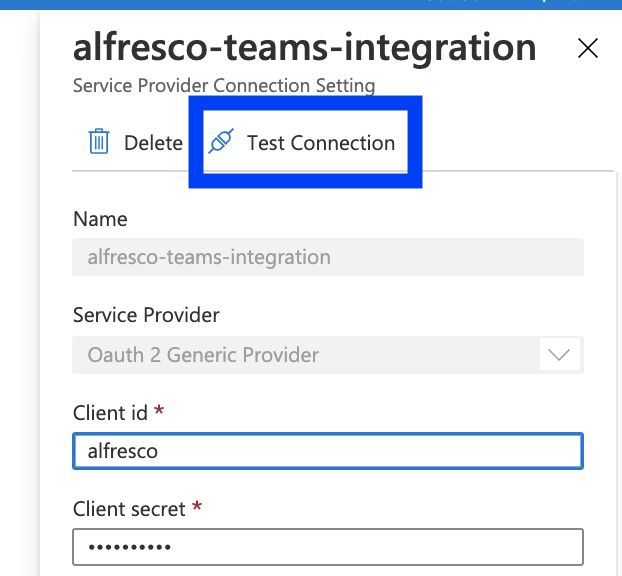 alfresco-teams-integration
Service Provider Connection Setting
Delete Test Connection
Name
alfresco-teams-integration
Service Provider
Oauth 2 Generic Provider
Client id *
alfresco
Client secret *
••••••••••